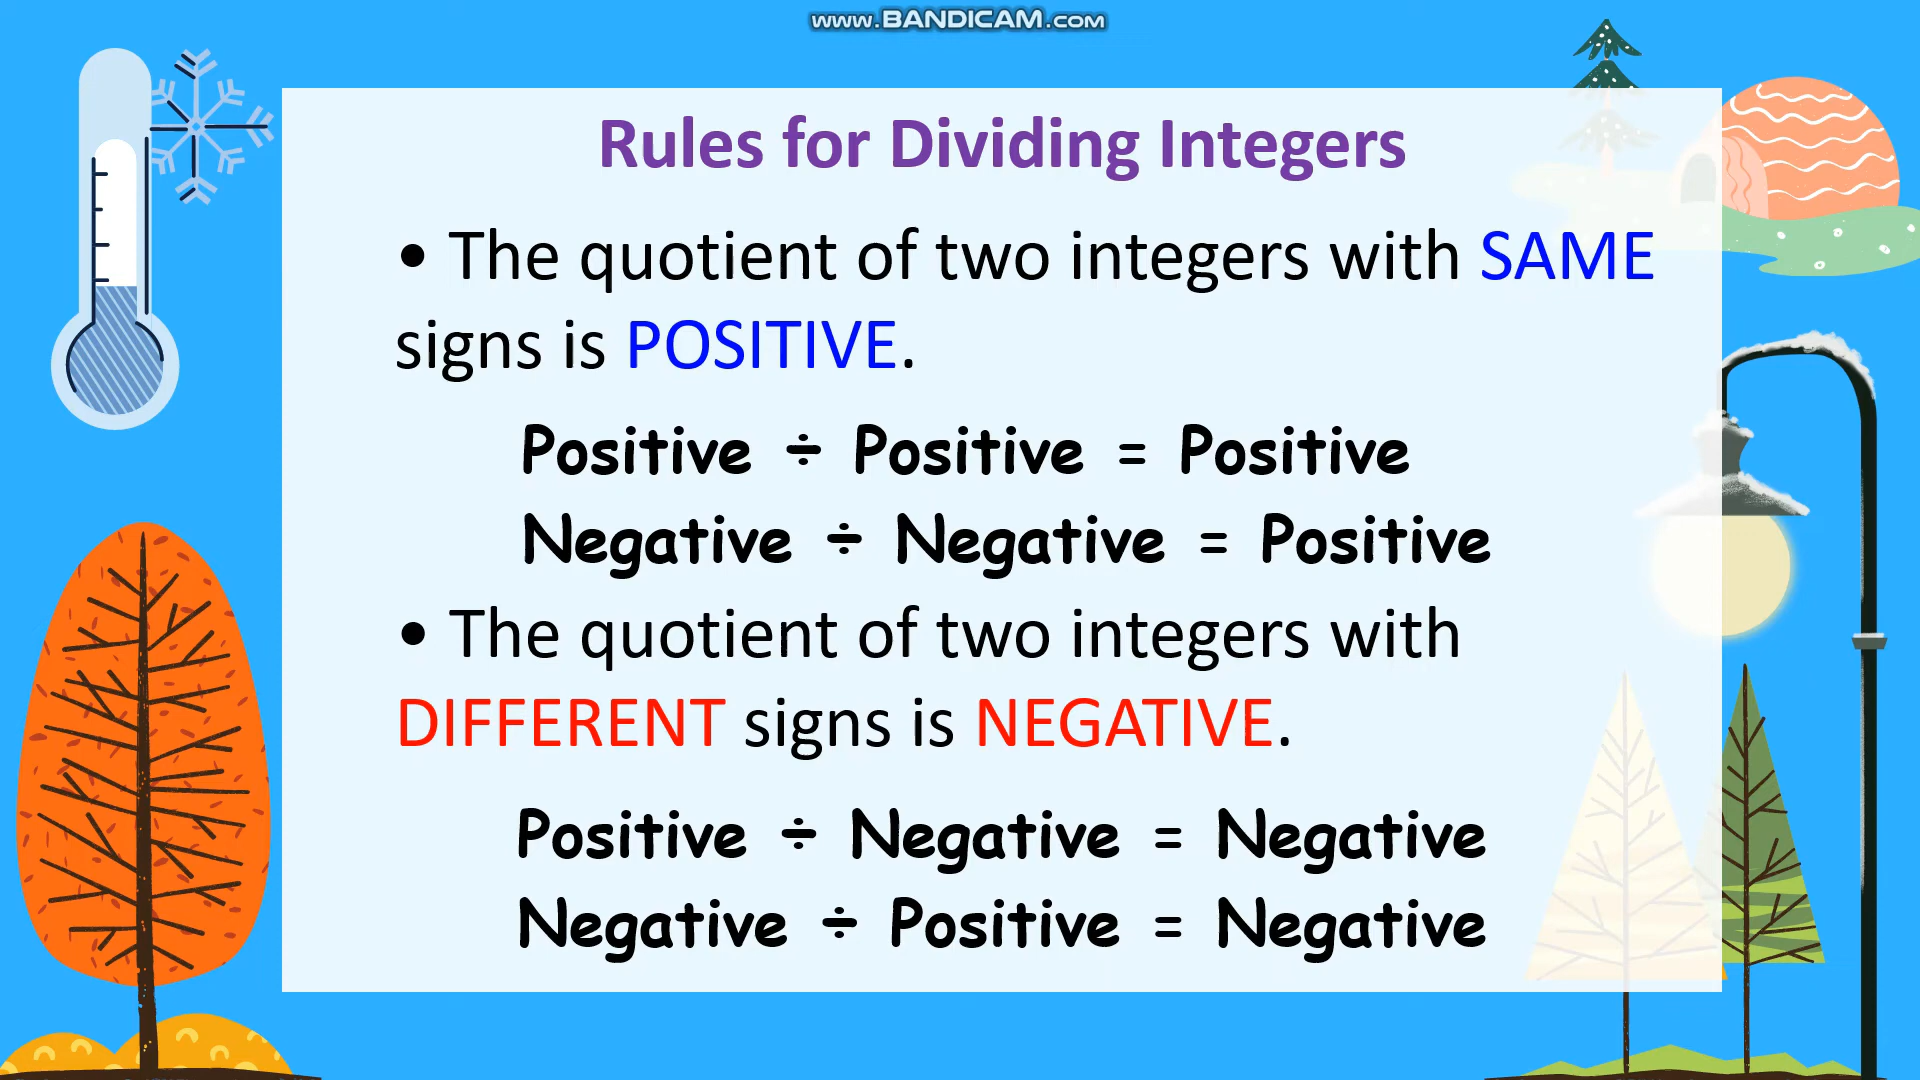 www.BANDICAM.com
Rules for Dividing Integers
• The quotient of two integers with SAME
signs is POSITIVE.
Positive ÷ Positive = Positive
Negative ÷ Negative = Positive
• The quotient of two integers with
DIFFERENT signs is NEGATIVE.
Positive ÷ Negative = Negative
Negative ÷ Positive = Negative